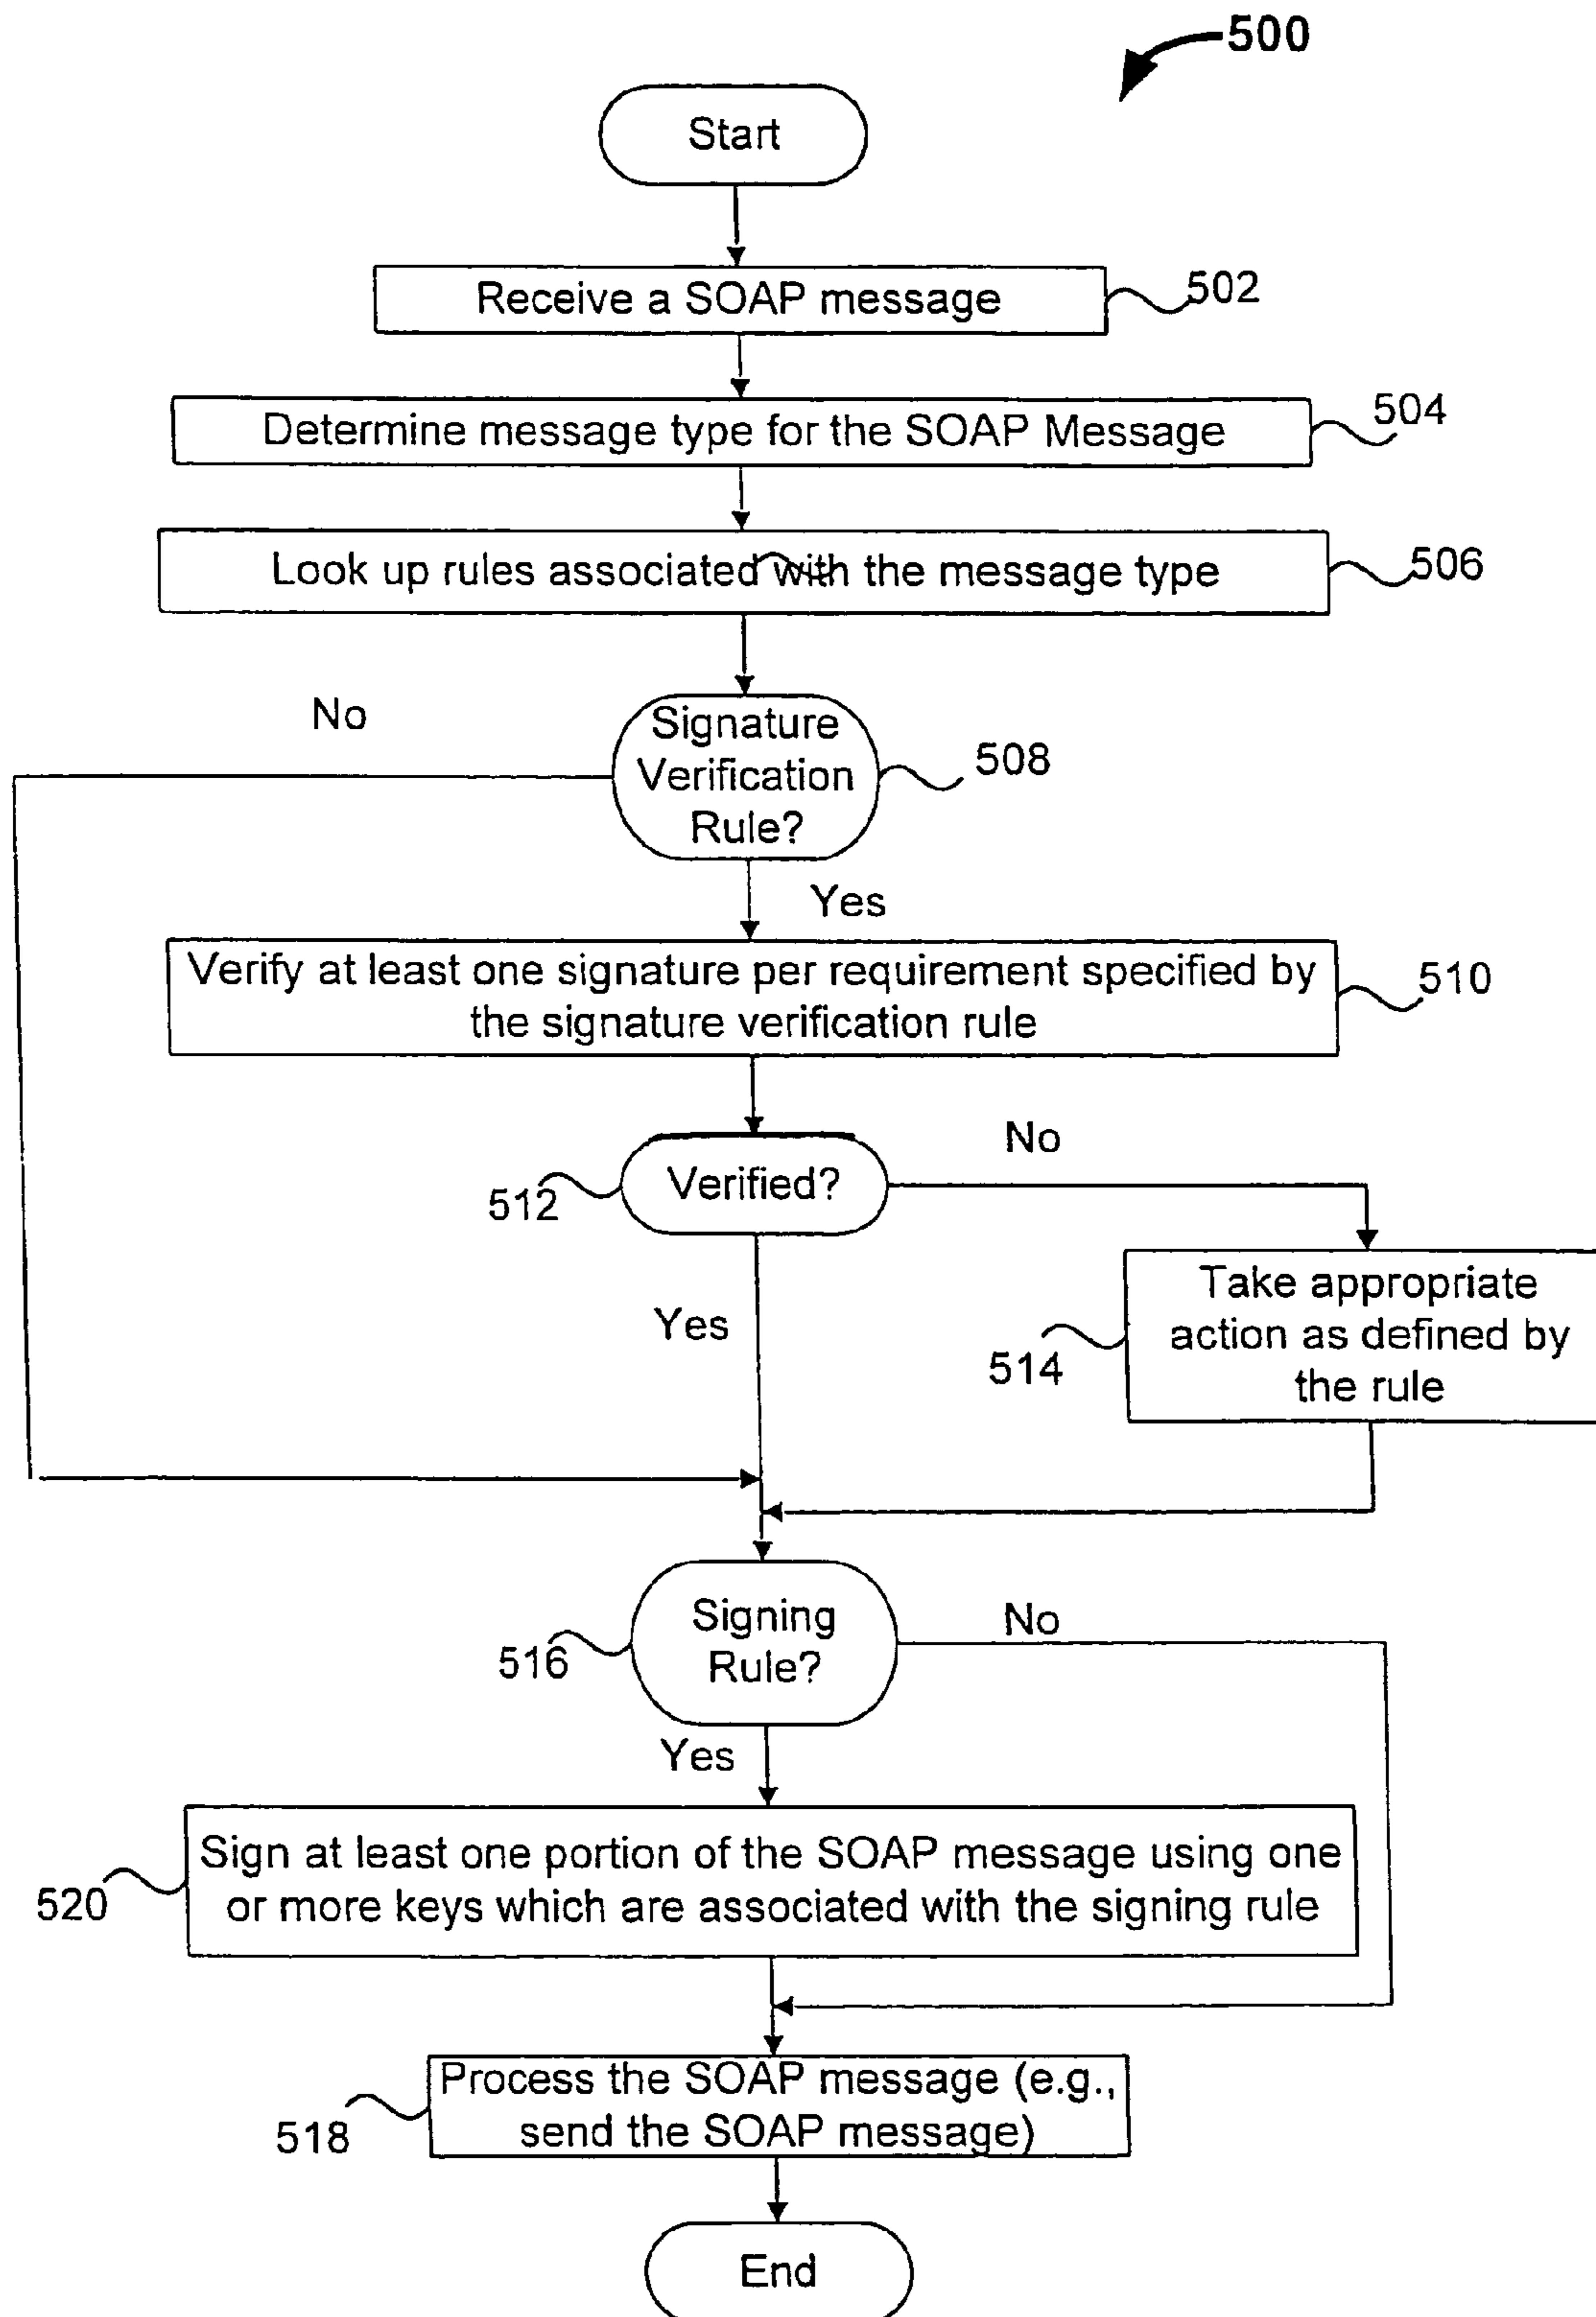 500
Start
Receive a SOAP message
502
Determine message type for the SOAP Message
504
Look up rules associated with the message type
506
No
Signature
Verification
Rule?
508
Yes
Verify at least one signature per requirement specified by
the signature verification rule
510
Verified?
512
No
Yes
Take appropriate
action as defined by
the rule
514
Signing
Rule?
516
No
Yes
Sign at least one portion of the SOAP message using one
or more keys which are associated with the signing rule
520
Process the SOAP message (e.g.,
send the SOAP message)
518
End